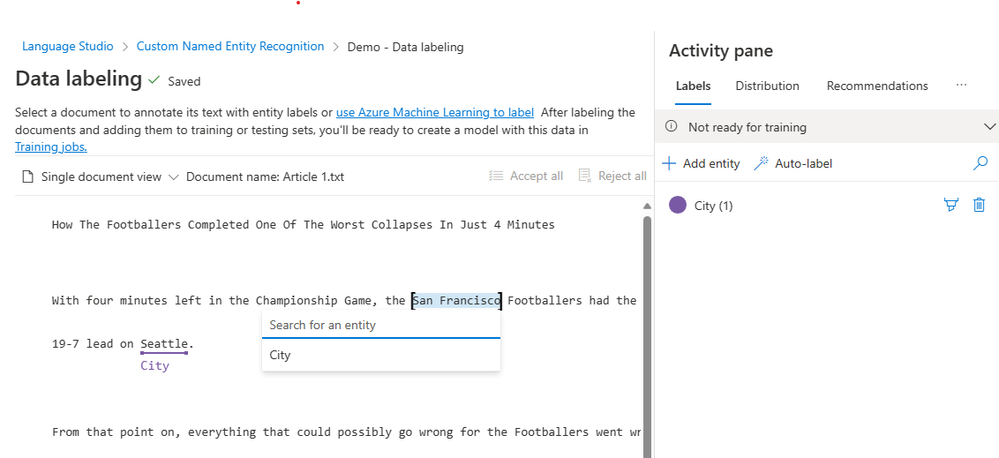 Language Studio > Custom Named Entity Recognition > Demo - Data labeling
Data labeling Saved
Select a document to annotate its text with entity labels or use Azure Machine Learning to label After labeling the
documents and adding them to training or testing sets, you'll be ready to create a model with this data in
Training jobs.
Single document view Document name: Article 1.txt Accept all Reject all
How The Footballers Completed One Of The Worst Collapses In Just 4 Minutes
With four minutes left in the Championship Game, the [San Francisco] Footballers had the
Search for an entity
City
19-7 lead on Seattle.
City
From that point on, everything that could possibly go wrong for the Footballers went wr
Activity pane
Labels Distribution Recommendations ...
Not ready for training
Add entity Auto-label
City (1)